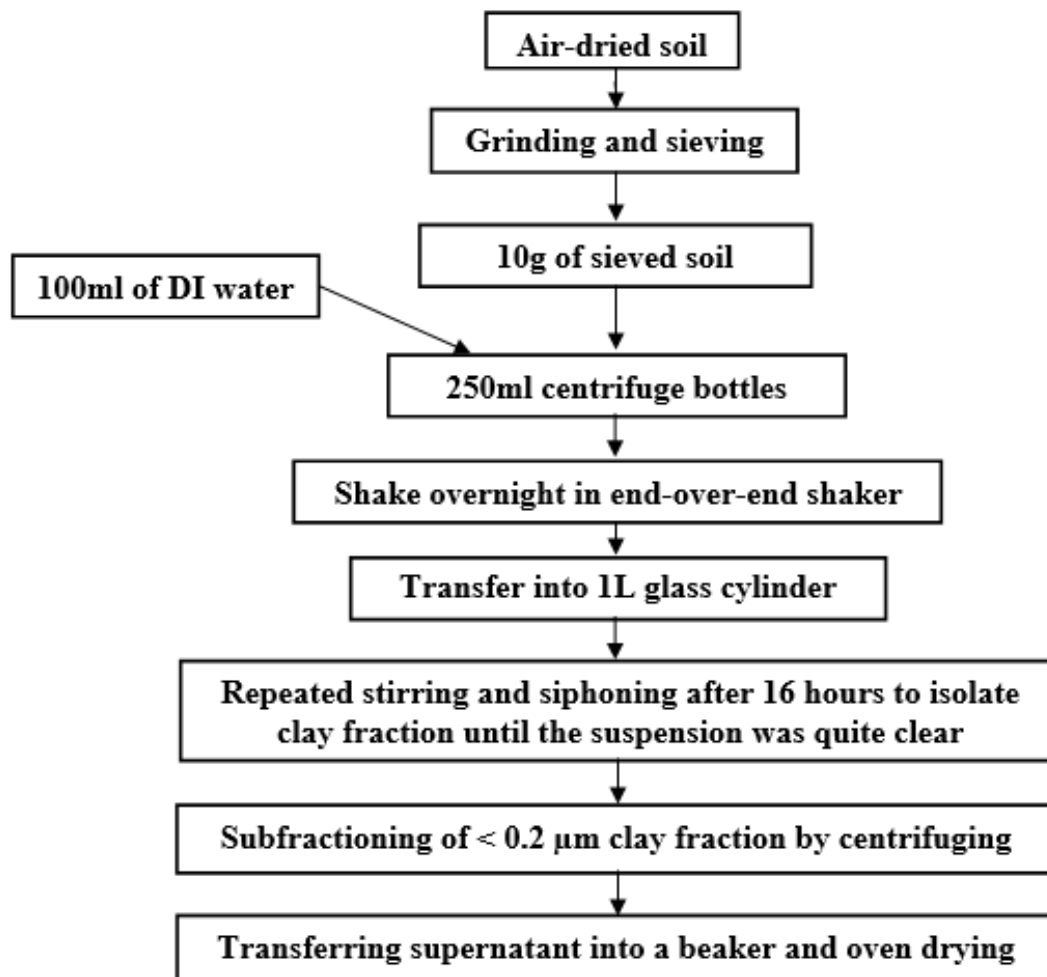 Air-dried soil
Grinding and sieving
10g of sieved soil
100ml of DI water
250ml centrifuge bottles
Shake overnight in end-over-end shaker
Transfer into 1L glass cylinder
Repeated stirring and siphoning after 16 hours to isolate
clay fraction until the suspension was quite clear
Subfractioning of < 0.2 µm clay fraction by centrifuging
Transferring supernatant into a beaker and oven drying